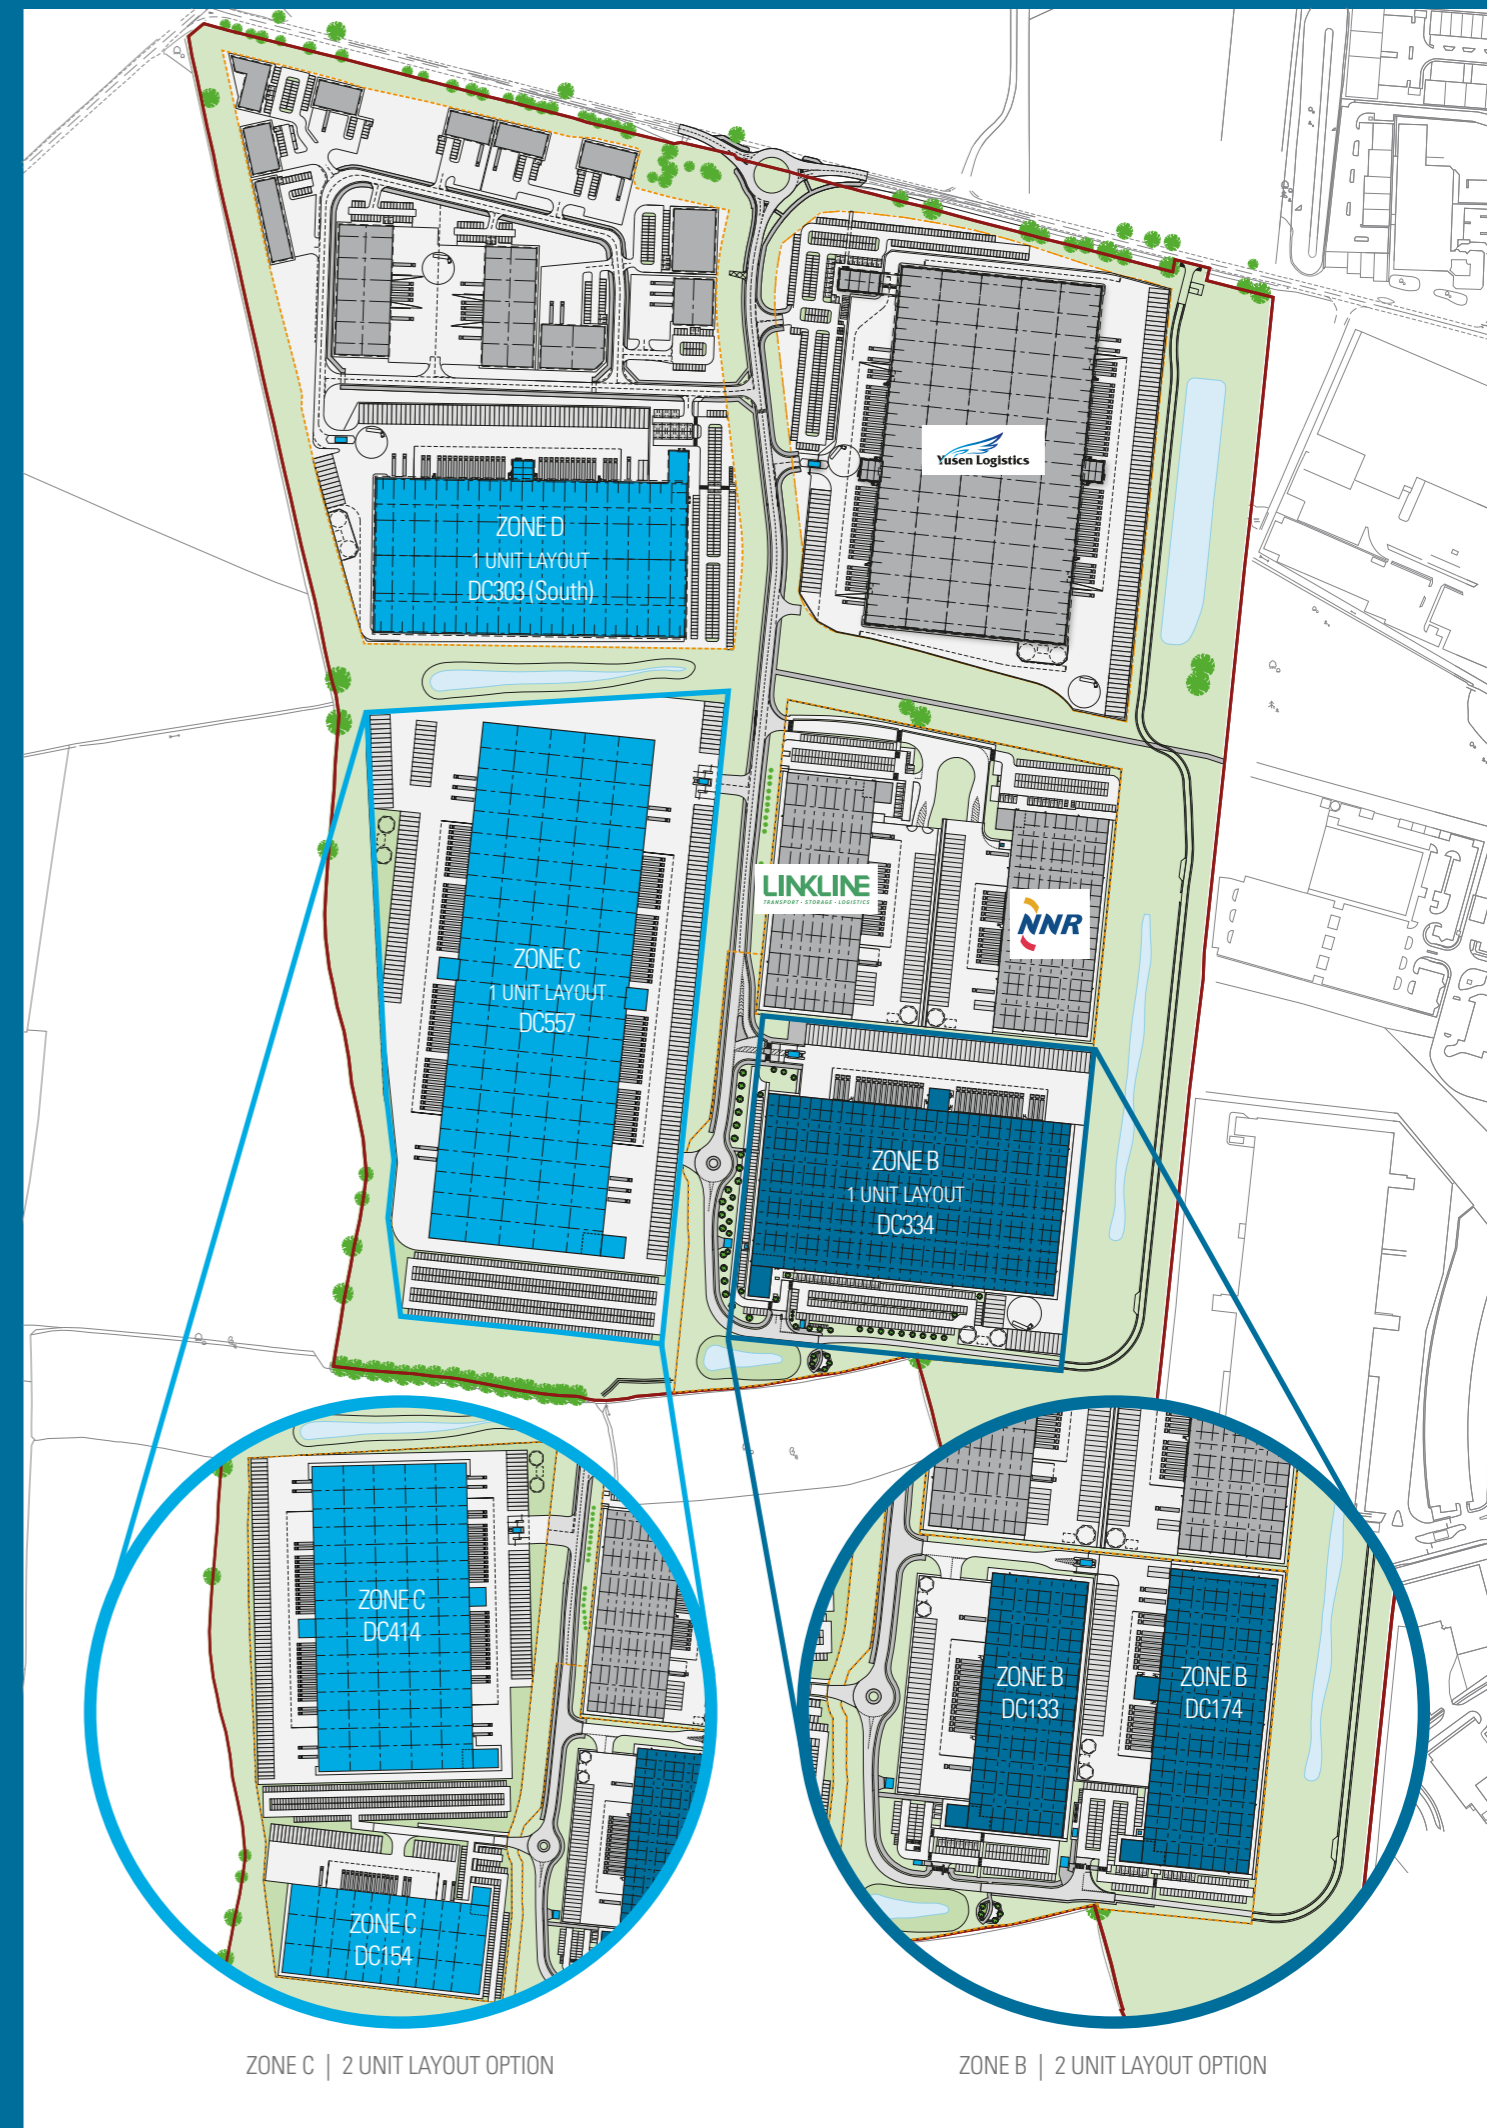 Yusen Logistics
ZONE D
1 UNIT LAYOUT
DC303 (South)
LINKLINE
TRANSPORT - STORAGE - LOGISTICS
NNR
ZONE C
1 UNIT LAYOUT
DC557
ZONE B
1 UNIT LAYOUT
DC334
ZONE C
DC414
ZONE C
DC154
ZONE B
DC133
ZONE B
DC174
ZONE C | 2 UNIT LAYOUT OPTION
ZONE B | 2 UNIT LAYOUT OPTION